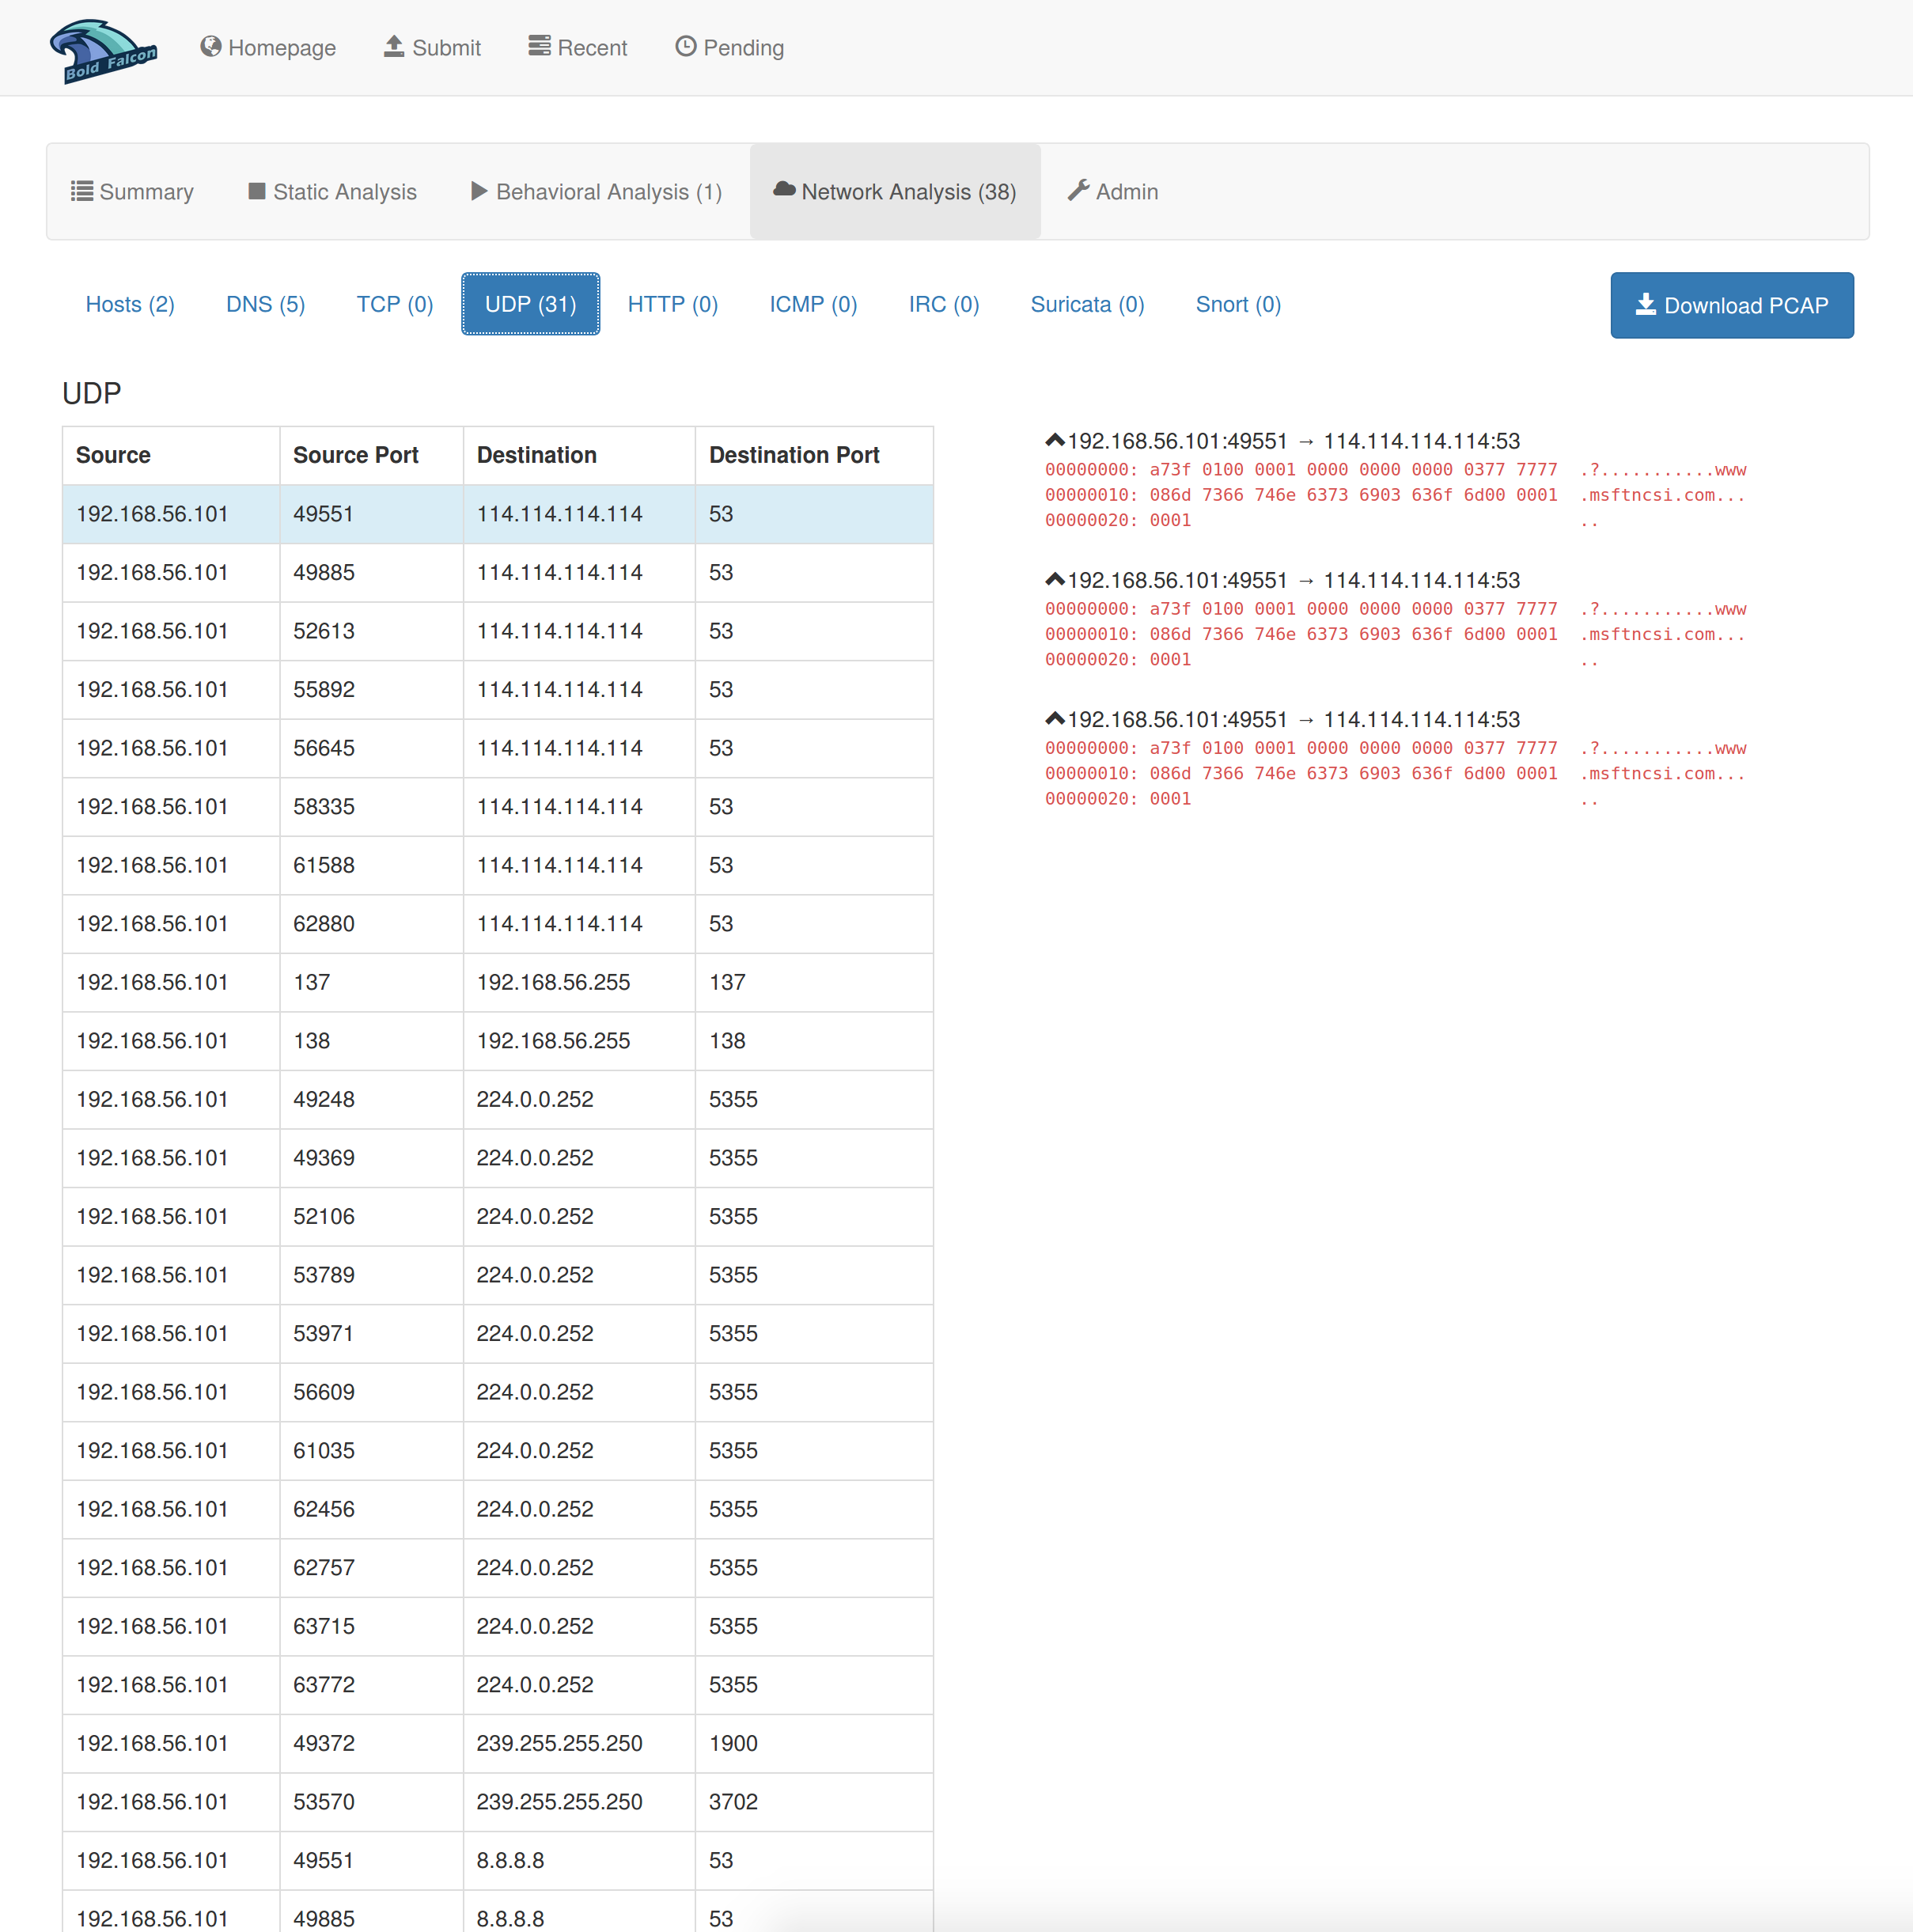 Bold Falcon Homepage Submit Recent Pending
Summary Static Analysis Behavioral Analysis (1) Network Analysis (38) Admin
Hosts (2) DNS (5) TCP (0) UDP (31) HTTP (0) ICMP (0) IRC (0) Suricata (0) Snort (0) Download PCAP
UDP
Source Source Port Destination Destination Port
192.168.56.101 49551 114.114.114.114 53
192.168.56.101 49885 114.114.114.114 53
192.168.56.101 52613 114.114.114.114 53
192.168.56.101 55892 114.114.114.114 53
192.168.56.101 56645 114.114.114.114 53
192.168.56.101 58335 114.114.114.114 53
192.168.56.101 61588 114.114.114.114 53
192.168.56.101 62880 114.114.114.114 53
192.168.56.101 137 192.168.56.255 137
192.168.56.101 138 192.168.56.255 138
192.168.56.101 49248 224.0.0.252 5355
192.168.56.101 49369 224.0.0.252 5355
192.168.56.101 52106 224.0.0.252 5355
192.168.56.101 53789 224.0.0.252 5355
192.168.56.101 53971 224.0.0.252 5355
192.168.56.101 56609 224.0.0.252 5355
192.168.56.101 61035 224.0.0.252 5355
192.168.56.101 62456 224.0.0.252 5355
192.168.56.101 62757 224.0.0.252 5355
192.168.56.101 63715 224.0.0.252 5355
192.168.56.101 63772 224.0.0.252 5355
192.168.56.101 49372 239.255.255.250 1900
192.168.56.101 53570 239.255.255.250 3702
192.168.56.101 49551 8.8.8.8 53
192.168.56.101 49885 8.8.8.8 53
192.168.56.101:49551 → 114.114.114.114:53
00000000: a73f 0100 0001 0000 0000 0000 0377 7777 .?...........www
00000010: 086d 7366 746e 6373 6903 636f 6d00 0001 .msftncsi.com...
00000020: 0001 ..
192.168.56.101:49551 → 114.114.114.114:53
00000000: a73f 0100 0001 0000 0000 0000 0377 7777 .?...........www
00000010: 086d 7366 746e 6373 6903 636f 6d00 0001 .msftncsi.com...
00000020: 0001 ..
192.168.56.101:49551 → 114.114.114.114:53
00000000: a73f 0100 0001 0000 0000 0000 0377 7777 .?...........www
00000010: 086d 7366 746e 6373 6903 636f 6d00 0001 .msftncsi.com...
00000020: 0001 ..